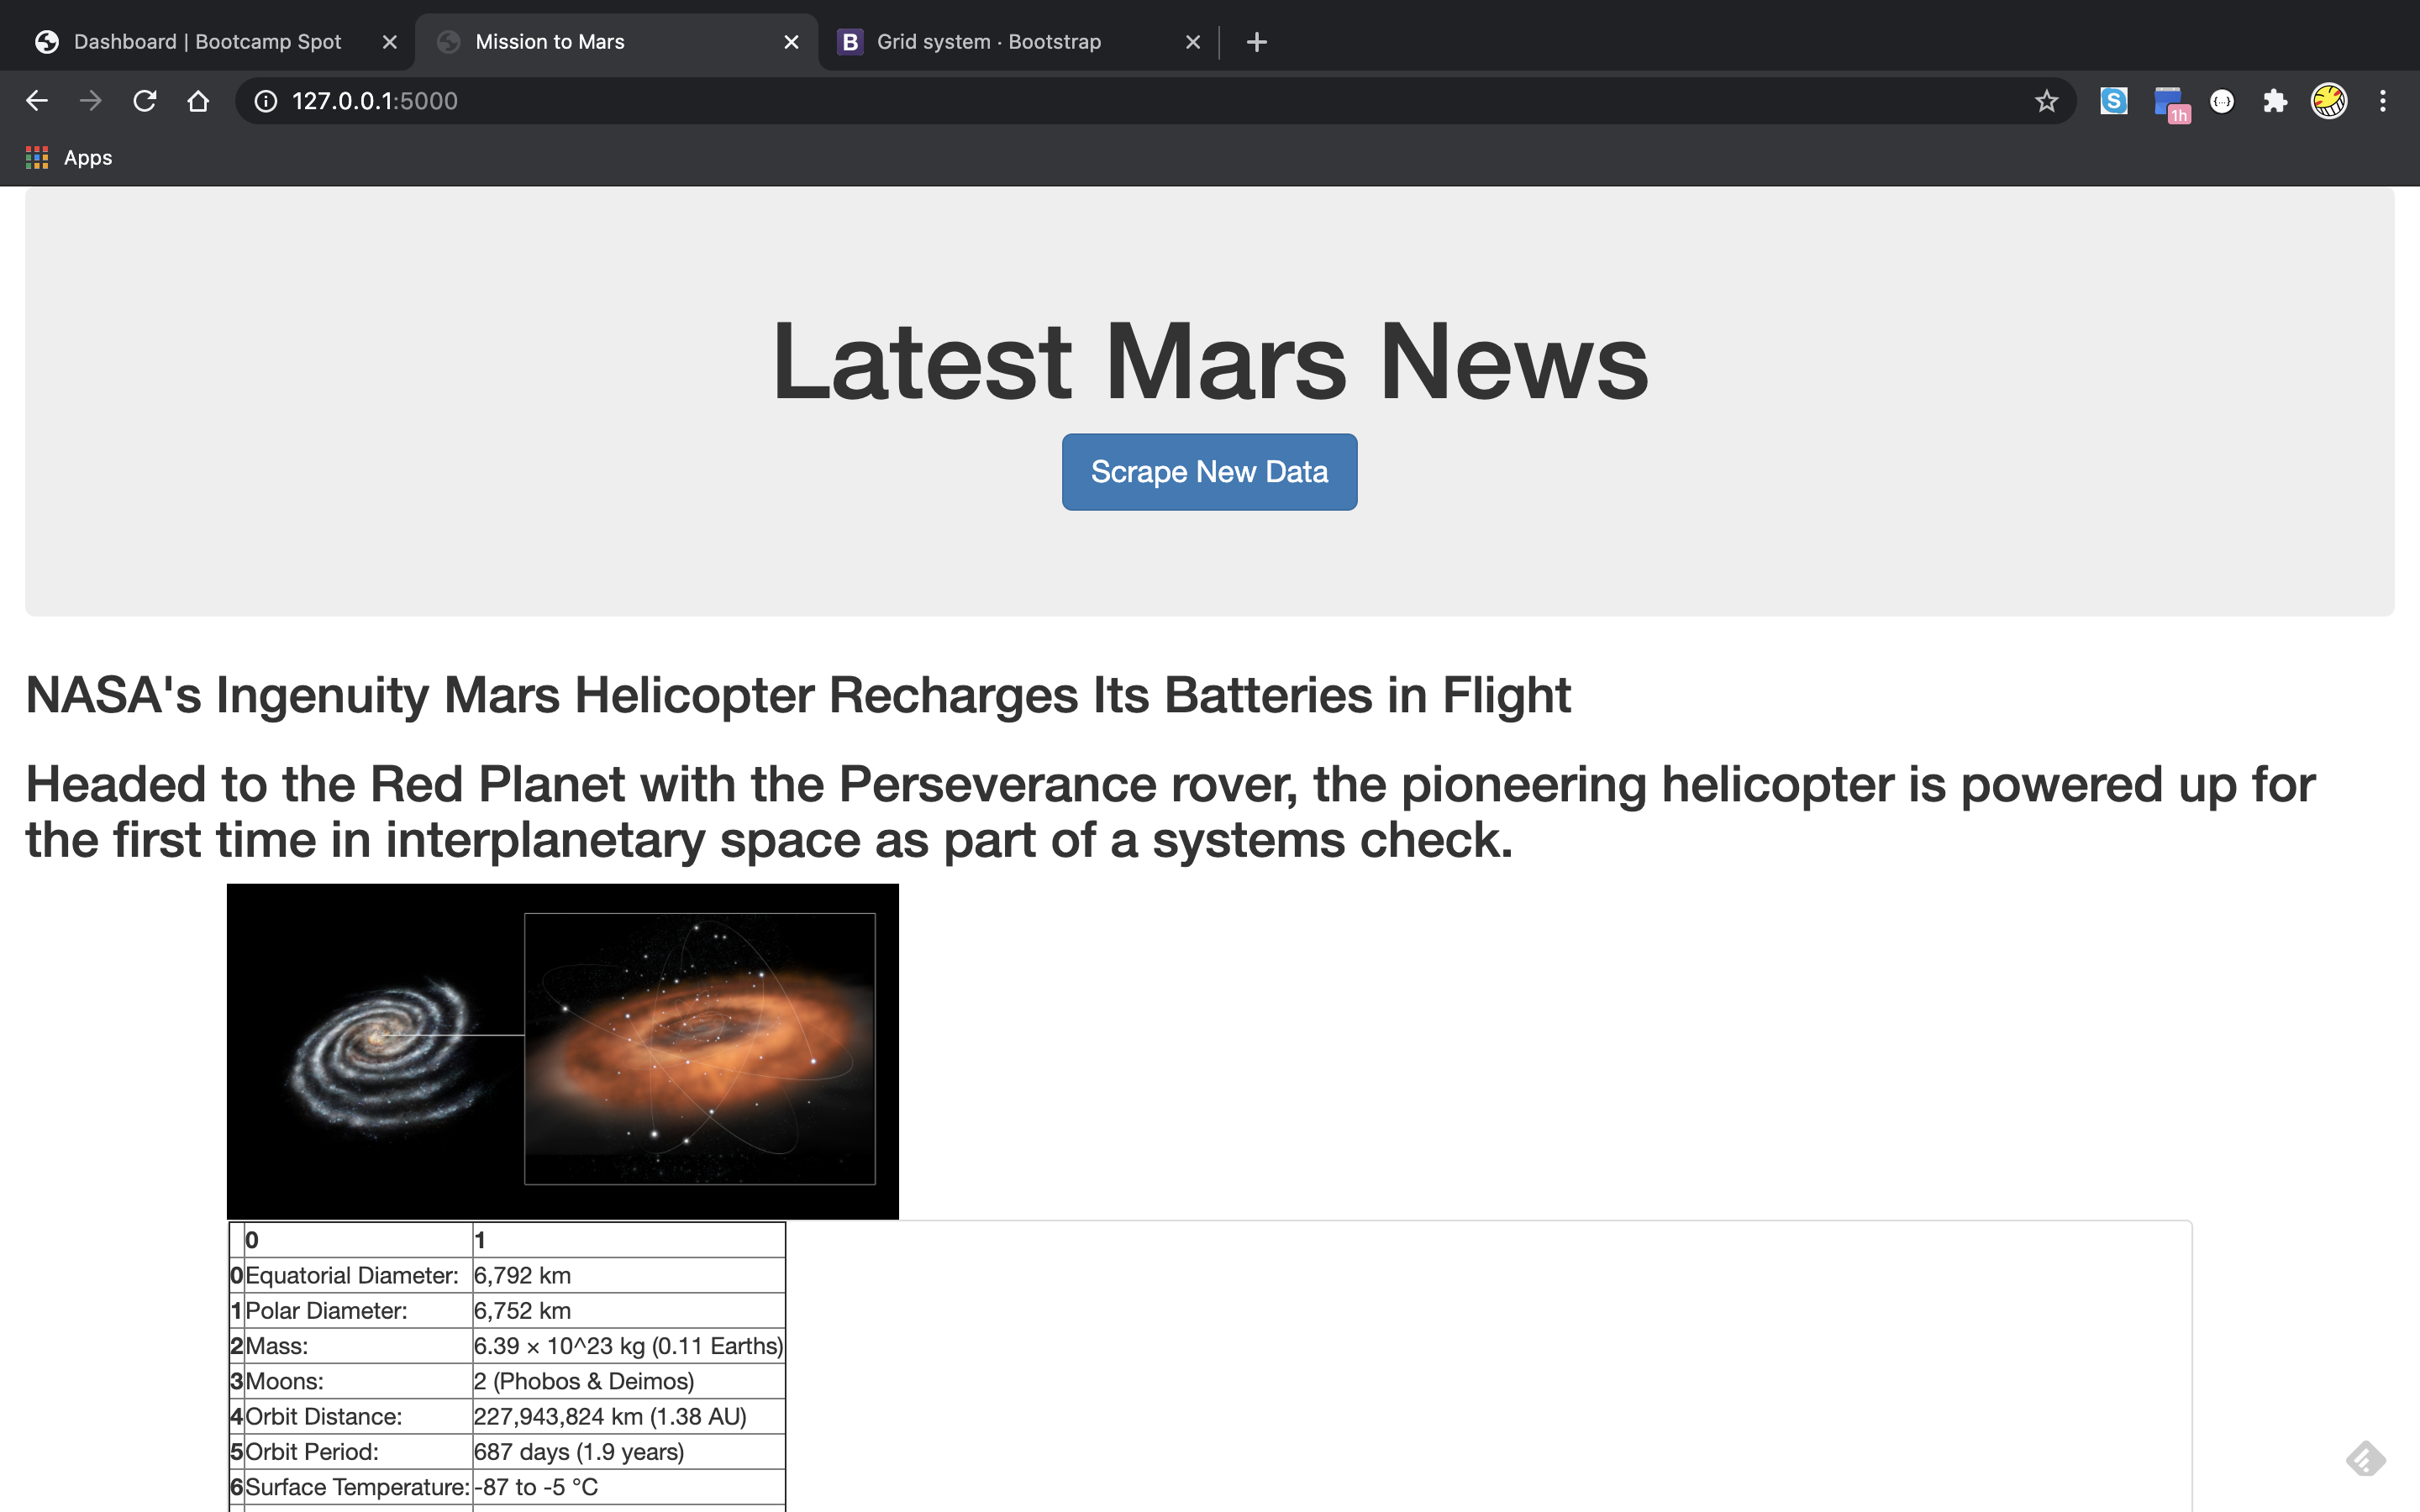 Dashboard | Bootcamp Spot
Mission to Mars
B Grid system · Bootstrap
127.0.0.1:5000
S
1h
{...}
Apps
Latest Mars News
Scrape New Data
NASA's Ingenuity Mars Helicopter Recharges Its Batteries in Flight
Headed to the Red Planet with the Perseverance rover, the pioneering helicopter is powered up for
the first time in interplanetary space as part of a systems check.
0 1
0 Equatorial Diameter: 6,792 km
1 Polar Diameter: 6,752 km
2 Mass: 6.39 × 10^23 kg (0.11 Earths)
3 Moons: 2 (Phobos & Deimos)
4 Orbit Distance: 227,943,824 km (1.38 AU)
5 Orbit Period: 687 days (1.9 years)
6 Surface Temperature: -87 to -5 °C